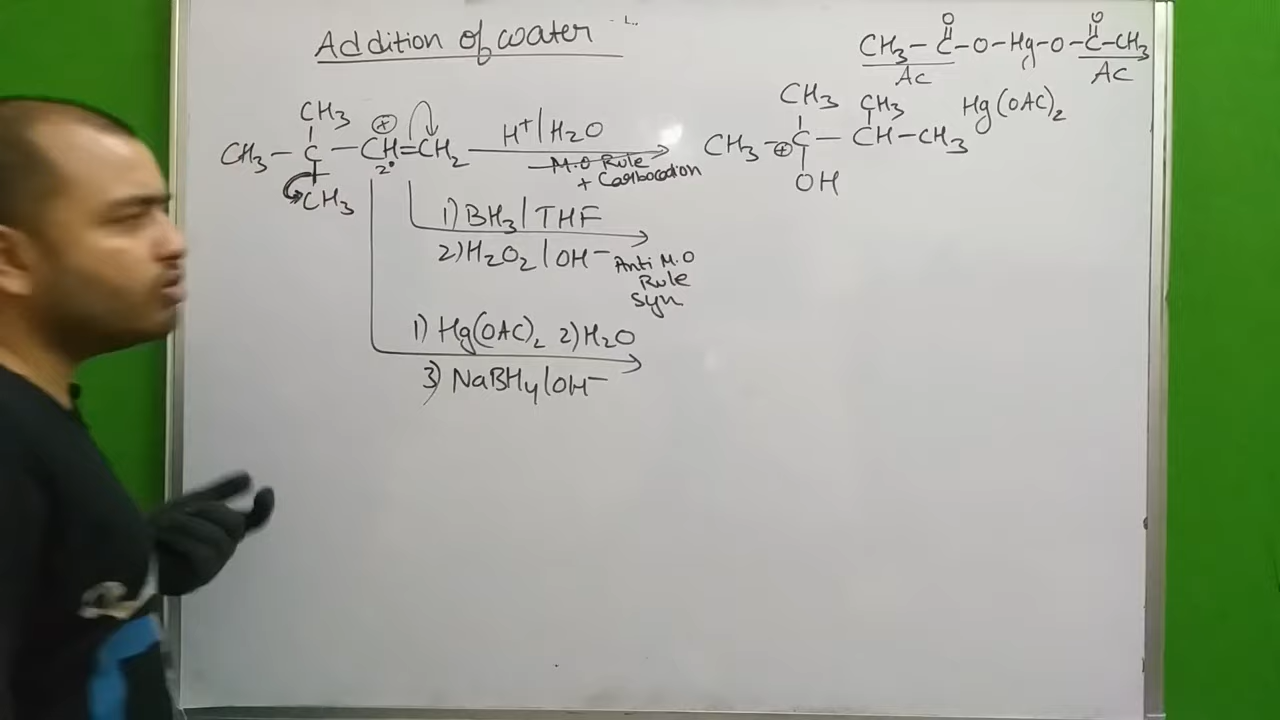 Addition of water
O O
CH3–C–O–Hg–O–C–CH3
Ac Ac
Hg(OAC)2
CH3
CH3–C–CH=CH2
⊕
2°
CH3
H+/H2O
M.O Rule
+ Carbocation
CH3 CH3
CH3–⊕C–CH–CH3
OH
1) BH3/THF
2) H2O2/OH–
Anti M.O
Rule
Syn
1) Hg(OAC)2 2) H2O
3) NaBH4/OH–